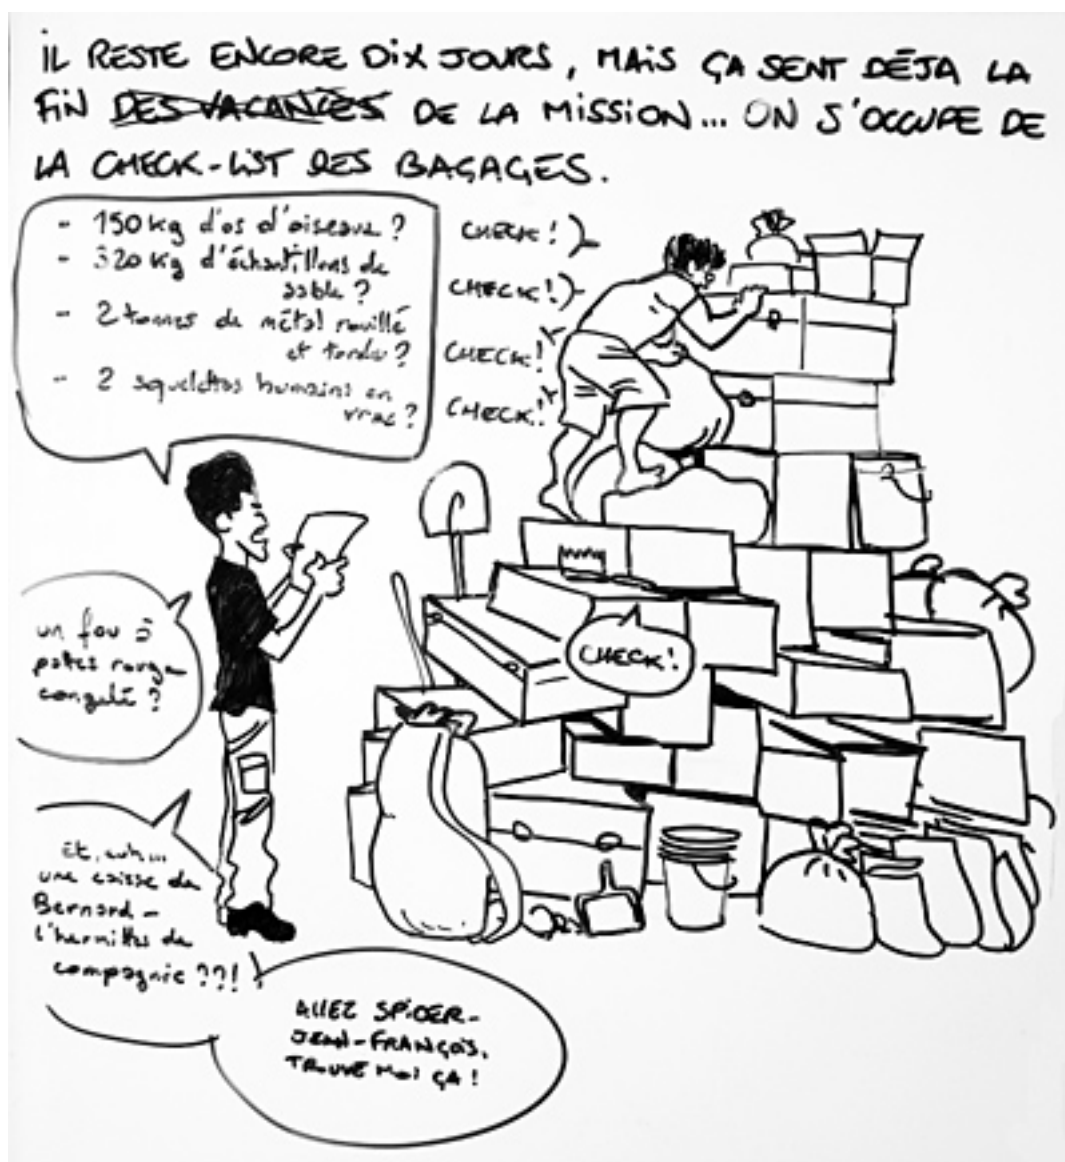 iL RESTE ENCORE DiX JOURS, MAiS ÇA SENT DÉJA LA
FiN DES VACANCES DE LA MiSSiON... ON S'OCCUPE DE
LA CHECK-LiST DES BAGAGES.
- 150 kg d'os d'oiseau ?
- 320 kg d'échantillons de
sable ?
- 2 tonnes de métal rouillé
et tordu ?
- 2 squelettes humains en
vrac ?
CHECK !
CHECK !
CHECK !
CHECK !
un fou à
pattes rouges
congelé ?
CHECK !
Et, euh...
une caisse de
Bernard-
l'hermittes de
compagnie ??!
ALLEZ SPiDER-
JEAN-FRANÇOiS,
TROUVE MOi ÇA !